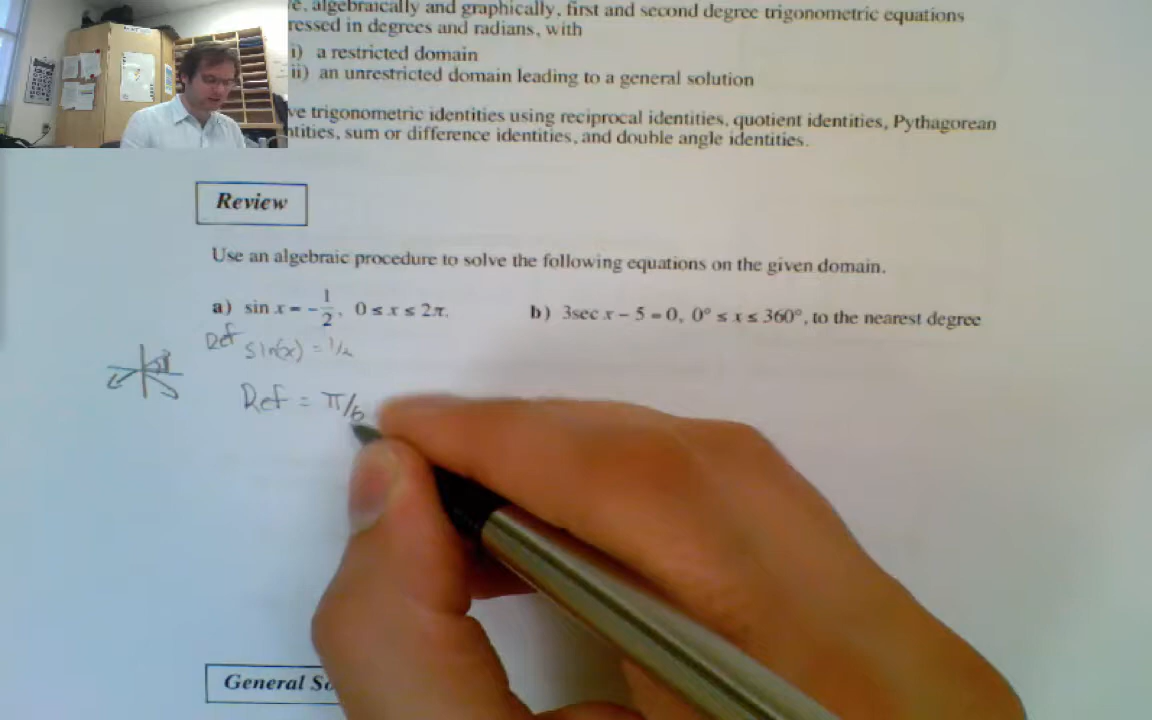 e, algebraically and graphically, first and second degree trigonometric equations
ressed in degrees and radians, with
i) a restricted domain
ii) an unrestricted domain leading to a general solution
ve trigonometric identities using reciprocal identities, quotient identities, Pythagorean
ntities, sum or difference identities, and double angle identities.
Review
Use an algebraic procedure to solve the following equations on the given domain.
a) sin x = -1/2, 0 ≤ x ≤ 2π.
b) 3sec x – 5 = 0, 0° ≤ x ≤ 360°, to the nearest degree
Ref sin(x) = 1/2
Ref = π/6
General So